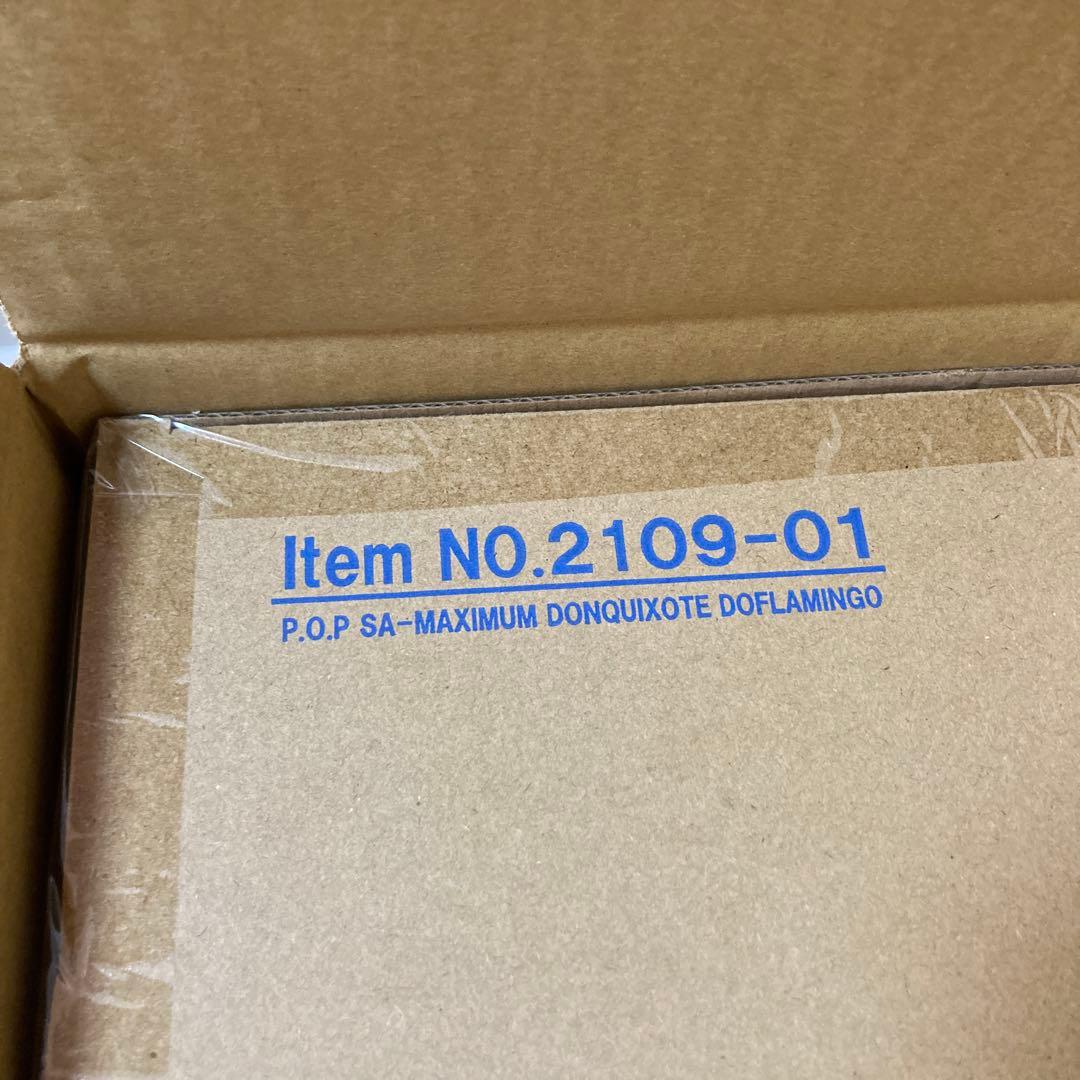 Item NO.2109-01
P.O.P SA-MAXIMUM DONQUIXOTE DOFLAMINGO